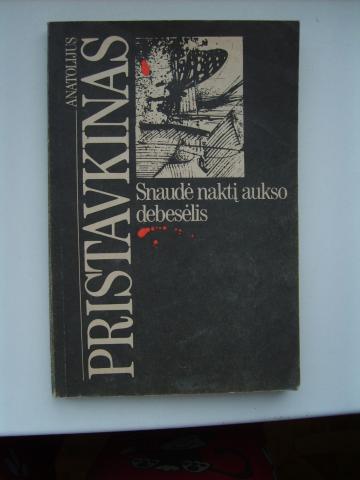 ANATOLIJUS
PRISTAVKINAS
Snaudė naktį aukso
debesėlis